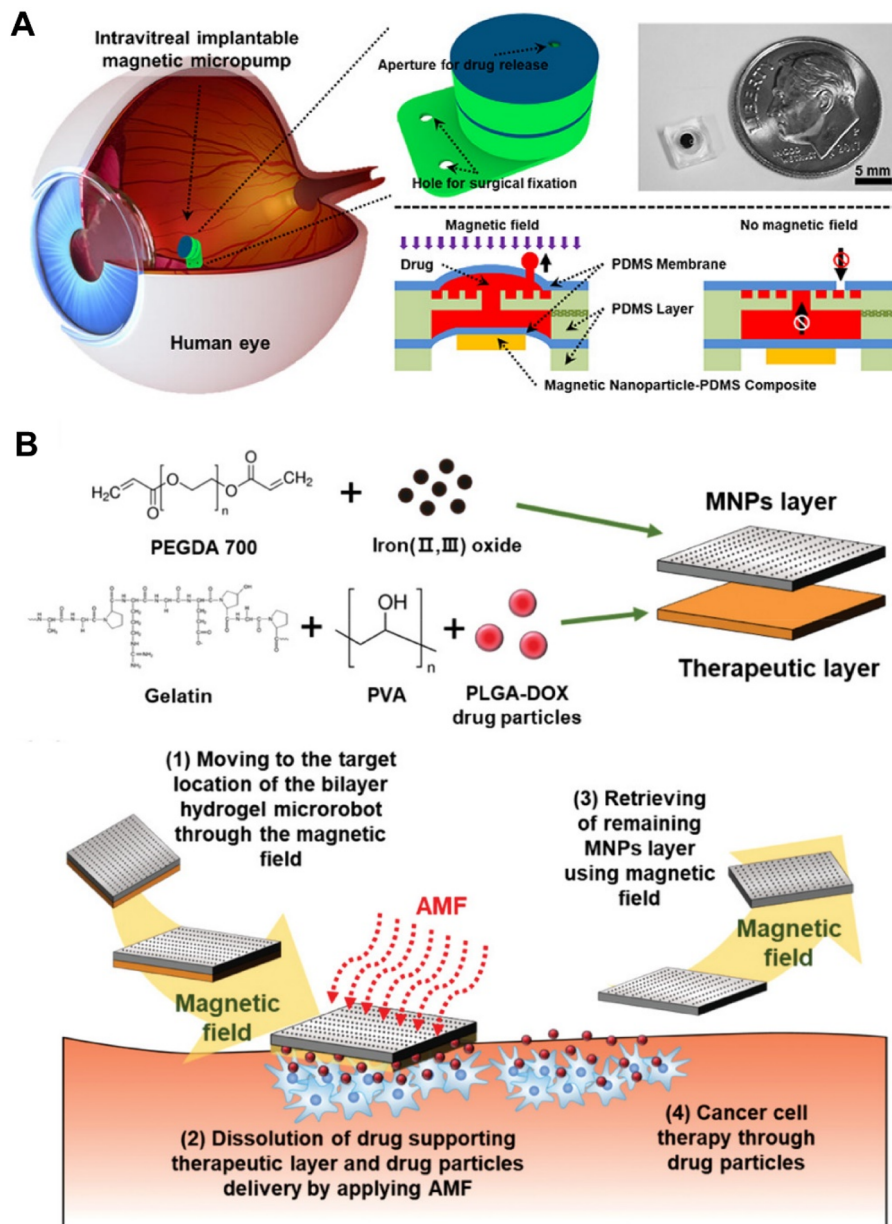 A
Intravitreal implantable
magnetic micropump
Aperture for drug release
Hole for surgical fixation
Human eye
LIBERTY
2017
5 mm
Magnetic field
No magnetic field
Drug
PDMS Membrane
PDMS Layer
Magnetic Nanoparticle-PDMS Composite
B
H₂C
O
O
n
O
O
CH₂
PEGDA 700
+
Iron(II,III) oxide
MNPs layer
Gelatin
+
OH
n
PVA
+
PLGA-DOX
drug particles
Therapeutic layer
(1) Moving to the target
location of the bilayer
hydrogel microrobot
through the magnetic
field
(3) Retrieving
of remaining
MNPs layer
using magnetic
field
AMF
Magnetic
field
Magnetic
field
(2) Dissolution of drug supporting
therapeutic layer and drug particles
delivery by applying AMF
(4) Cancer cell
therapy through
drug particles